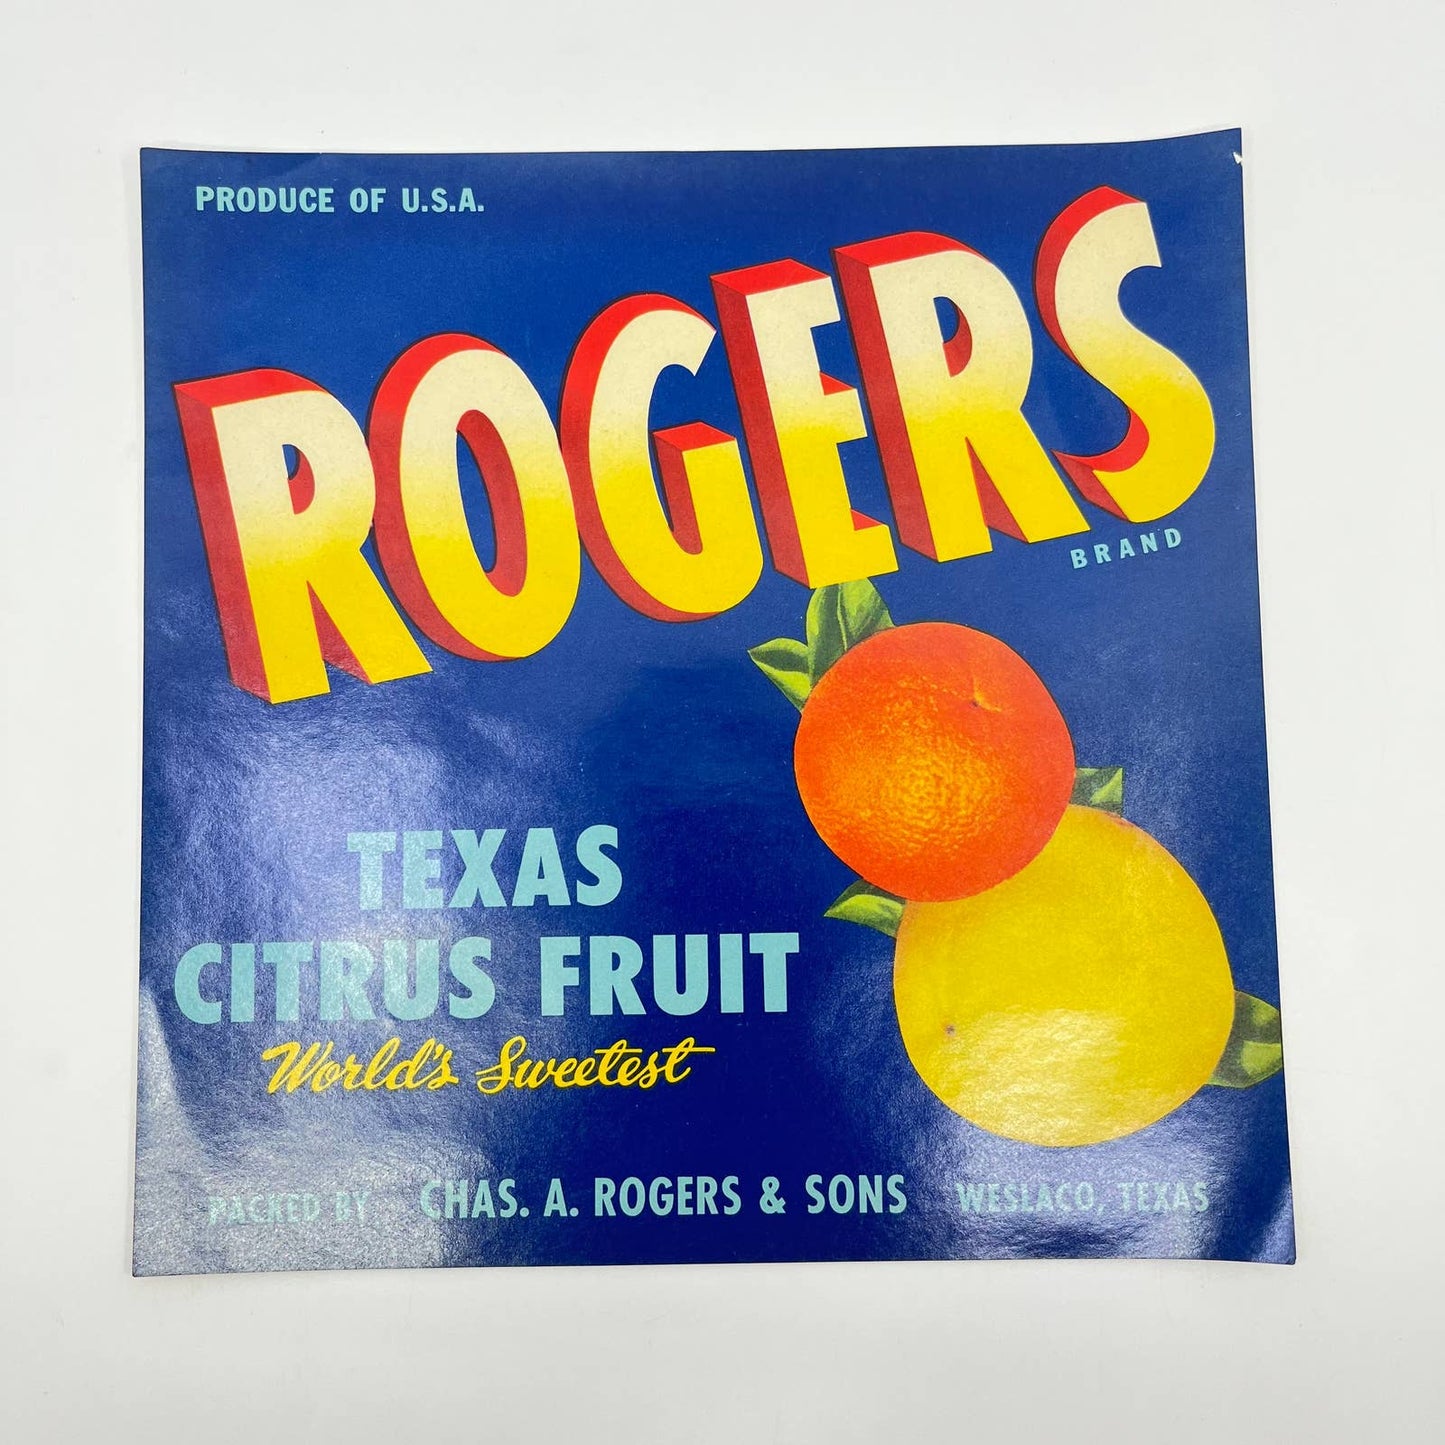 PRODUCE OF U.S.A.
ROGERS
BRAND
TEXAS
CITRUS FRUIT
World's Sweetest
PACKED BY CHAS. A. ROGERS & SONS WESLACO, TEXAS